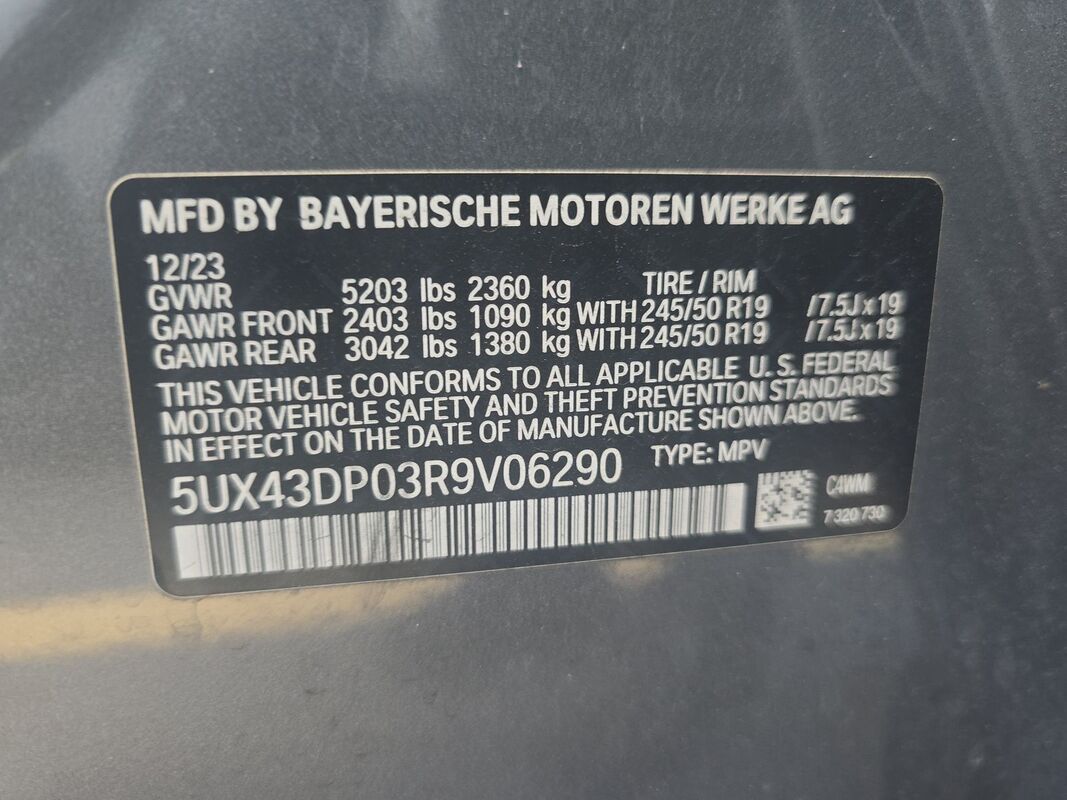 MFD BY BAYERISCHE MOTOREN WERKE AG
12/23
GVWR 5203 lbs 2360 kg TIRE / RIM
GAWR FRONT 2403 lbs 1090 kg WITH 245/50 R19 /7.5J x 19
GAWR REAR 3042 lbs 1380 kg WITH 245/50 R19 /7.5J x 19
THIS VEHICLE CONFORMS TO ALL APPLICABLE U.S. FEDERAL
MOTOR VEHICLE SAFETY AND THEFT PREVENTION STANDARDS
IN EFFECT ON THE DATE OF MANUFACTURE SHOWN ABOVE.
5UX43DP03R9V06290 TYPE: MPV
C4WM
7 320 730